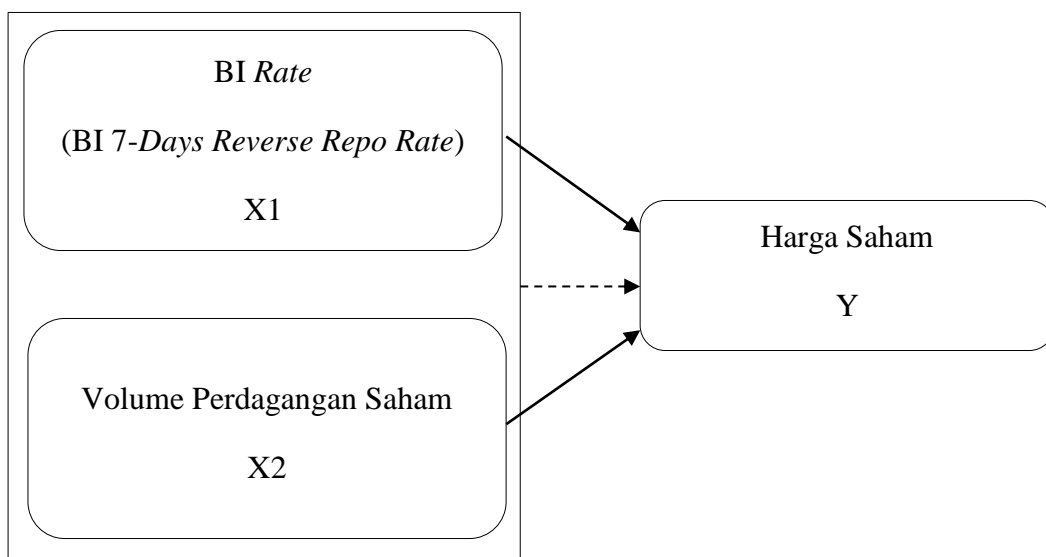 BI Rate
(BI 7-Days Reverse Repo Rate)
X1
Harga Saham
Y
Volume Perdagangan Saham
X2